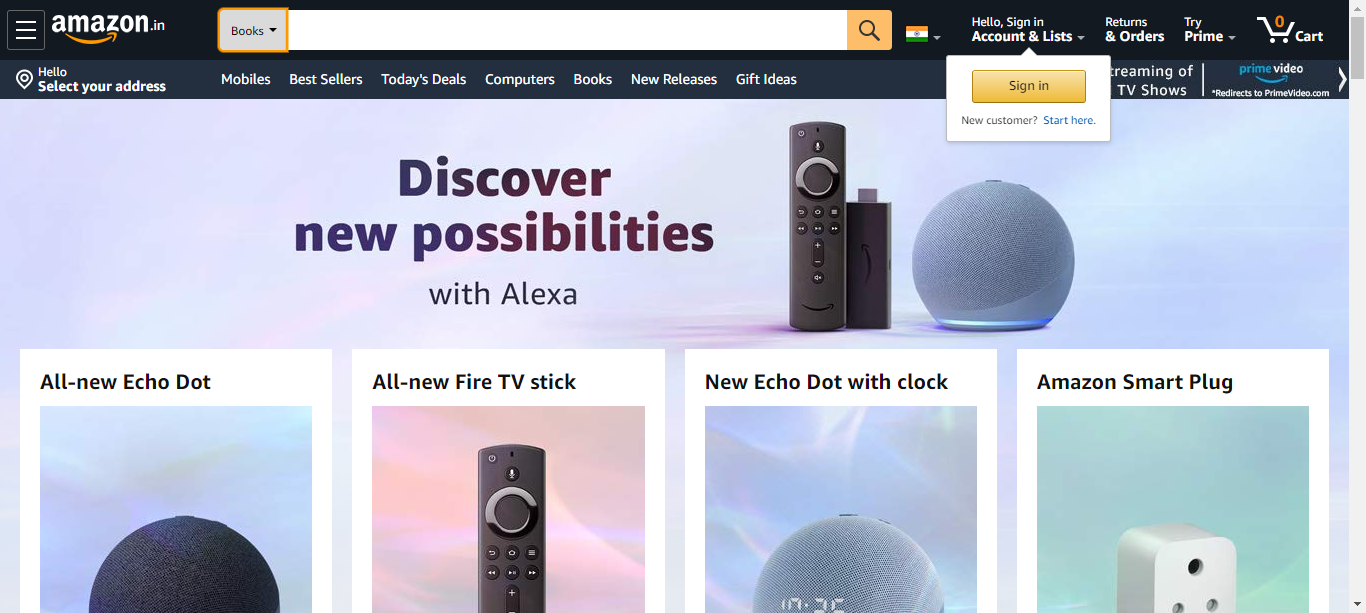 amazon.in
Books
Hello, Sign in
Account & Lists
Returns
& Orders
Try
Prime
0
Cart
Hello
Select your address
Mobiles
Best Sellers
Today's Deals
Computers
Books
New Releases
Gift Ideas
treaming of
TV Shows
prime video
*Redirects to PrimeVideo.com
Sign in
New customer? Start here.
Discover
new possibilities
with Alexa
All-new Echo Dot
All-new Fire TV stick
New Echo Dot with clock
Amazon Smart Plug